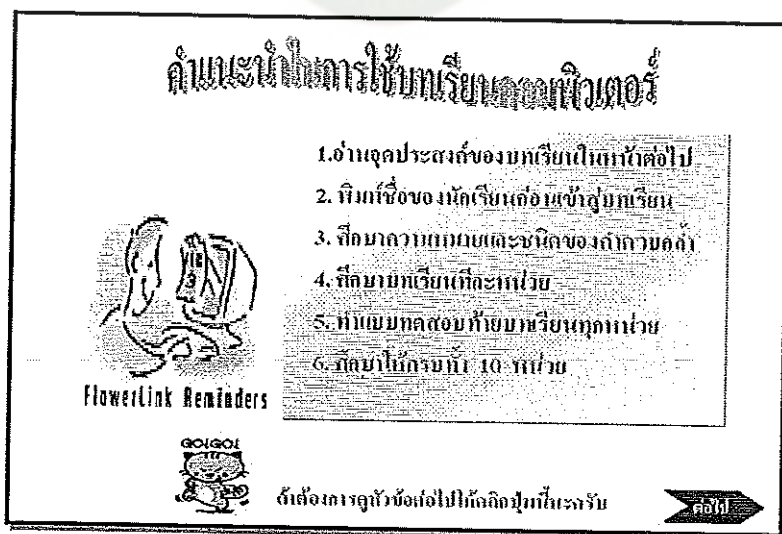 คำแนะนำในการใช้บทเรียนคอมพิวเตอร์
1.อ่านจุดประสงค์ของบทเรียนในหน้าต่อไป
2. พิมพ์ชื่อของนักเรียนก่อนเข้าสู่บทเรียน
3. ศึกษาความหมายและชนิดของคำควบกล้ำ
4. ศึกษาบทเรียนทีละหน่วย
5. ทำแบบทดสอบท้ายบทเรียนทุกหน่วย
6. ศึกษาให้ครบทั้ง 10 หน่วย
FlowerLink Reminders
GO!GO!
ถ้าต้องการดูหัวข้อต่อไปให้คลิกปุ่มนี้นะครับ
ต่อไป